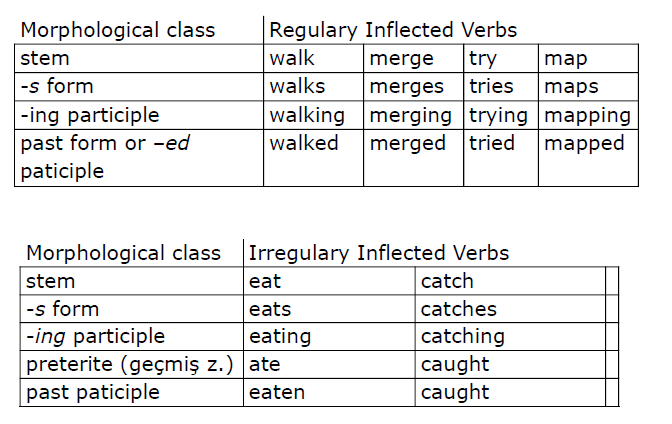 Morphological class Regulary Inflected Verbs
stem walk merge try map
-s form walks merges tries maps
-ing participle walking merging trying mapping
past form or –ed walked merged tried mapped
paticiple
Morphological class Irregulary Inflected Verbs
stem eat catch
-s form eats catches
-ing participle eating catching
preterite (geçmiş z.) ate caught
past paticiple eaten caught